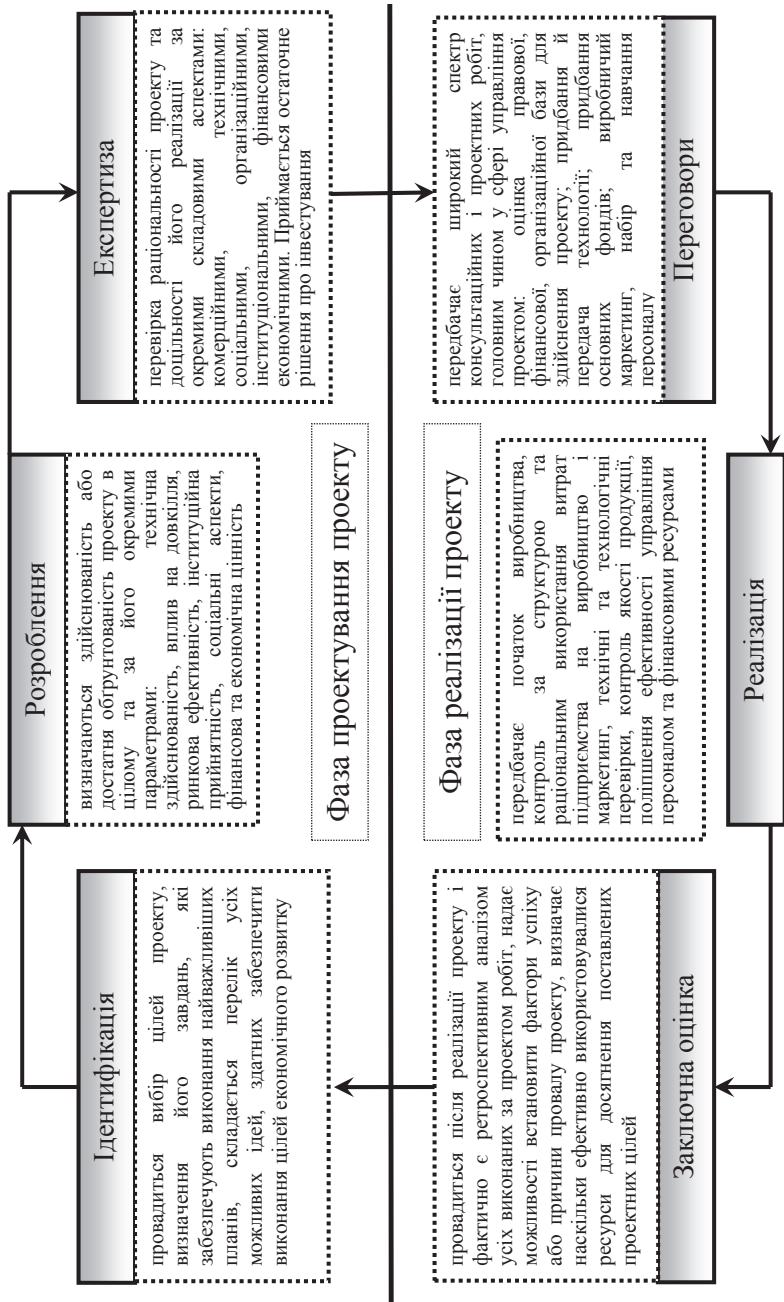 Ідентифікація
провадиться вибір цілей проекту,
визначення його завдань, які
забезпечують виконання найважливіших
планів, складається перелік усіх
можливих ідей, здатних забезпечити
виконання цілей економічного розвитку
Розроблення
визначаються здійснюваність або
достатня обґрунтованість проекту в
цілому та за його окремими
параметрами: технічна
здійснюваність, вплив на довкілля,
ринкова ефективність, інституційна
прийнятність, соціальні аспекти,
фінансова та економічна цінність
Експертиза
перевірка раціональності проекту та
доцільності його реалізації за
окремими складовими аспектами:
комерційними, технічними,
соціальними, організаційними,
інституціональними, фінансовими
економічними. Приймається остаточне
рішення про інвестування
Фаза проектування проекту
Фаза реалізації проекту
провадиться після реалізації проекту і
фактично є ретроспективним аналізом
усіх виконаних за проектом робіт, надає
можливості встановити фактори успіху
або причини провалу проекту, визначає
наскільки ефективно використовувалися
ресурси для досягнення поставлених
проектних цілей
Заключна оцінка
передбачає початок виробництва,
контроль за структурою та
раціональним використання витрат
підприємства на виробництво і
маркетинг, технічні та технологічні
перевірки, контроль якості продукції,
поліпшення ефективності управління
персоналом та фінансовими ресурсами
Реалізація
передбачає широкий спектр
консультаційних і проектних робіт,
головним чином у сфері управління
проектом: оцінка правової,
фінансової, організаційної бази для
здійснення проекту; придбання й
передача технології; придбання
основних фондів; виробничий
маркетинг, набір та навчання
персоналу
Переговори